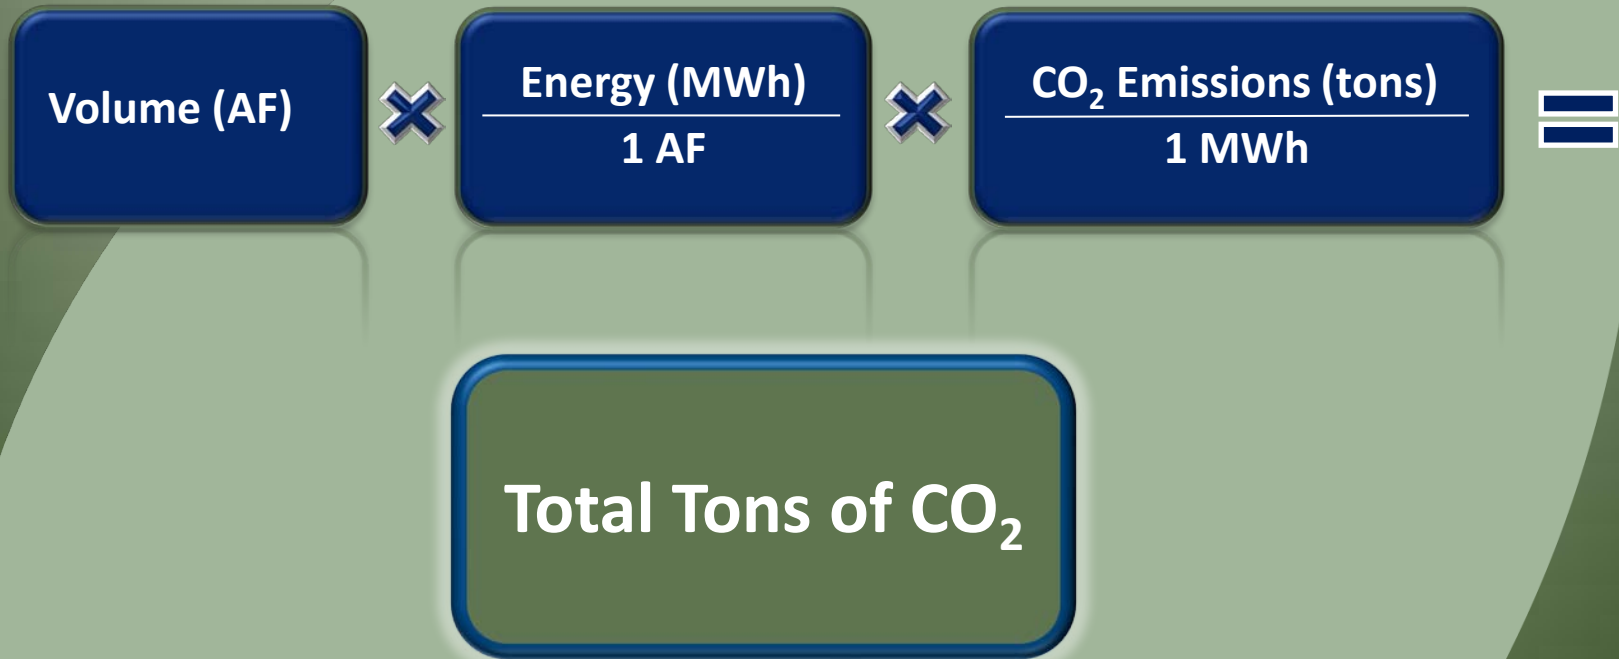 Volume (AF)
Energy (MWh)
1 AF
CO₂ Emissions (tons)
1 MWh
=
Total Tons of CO₂